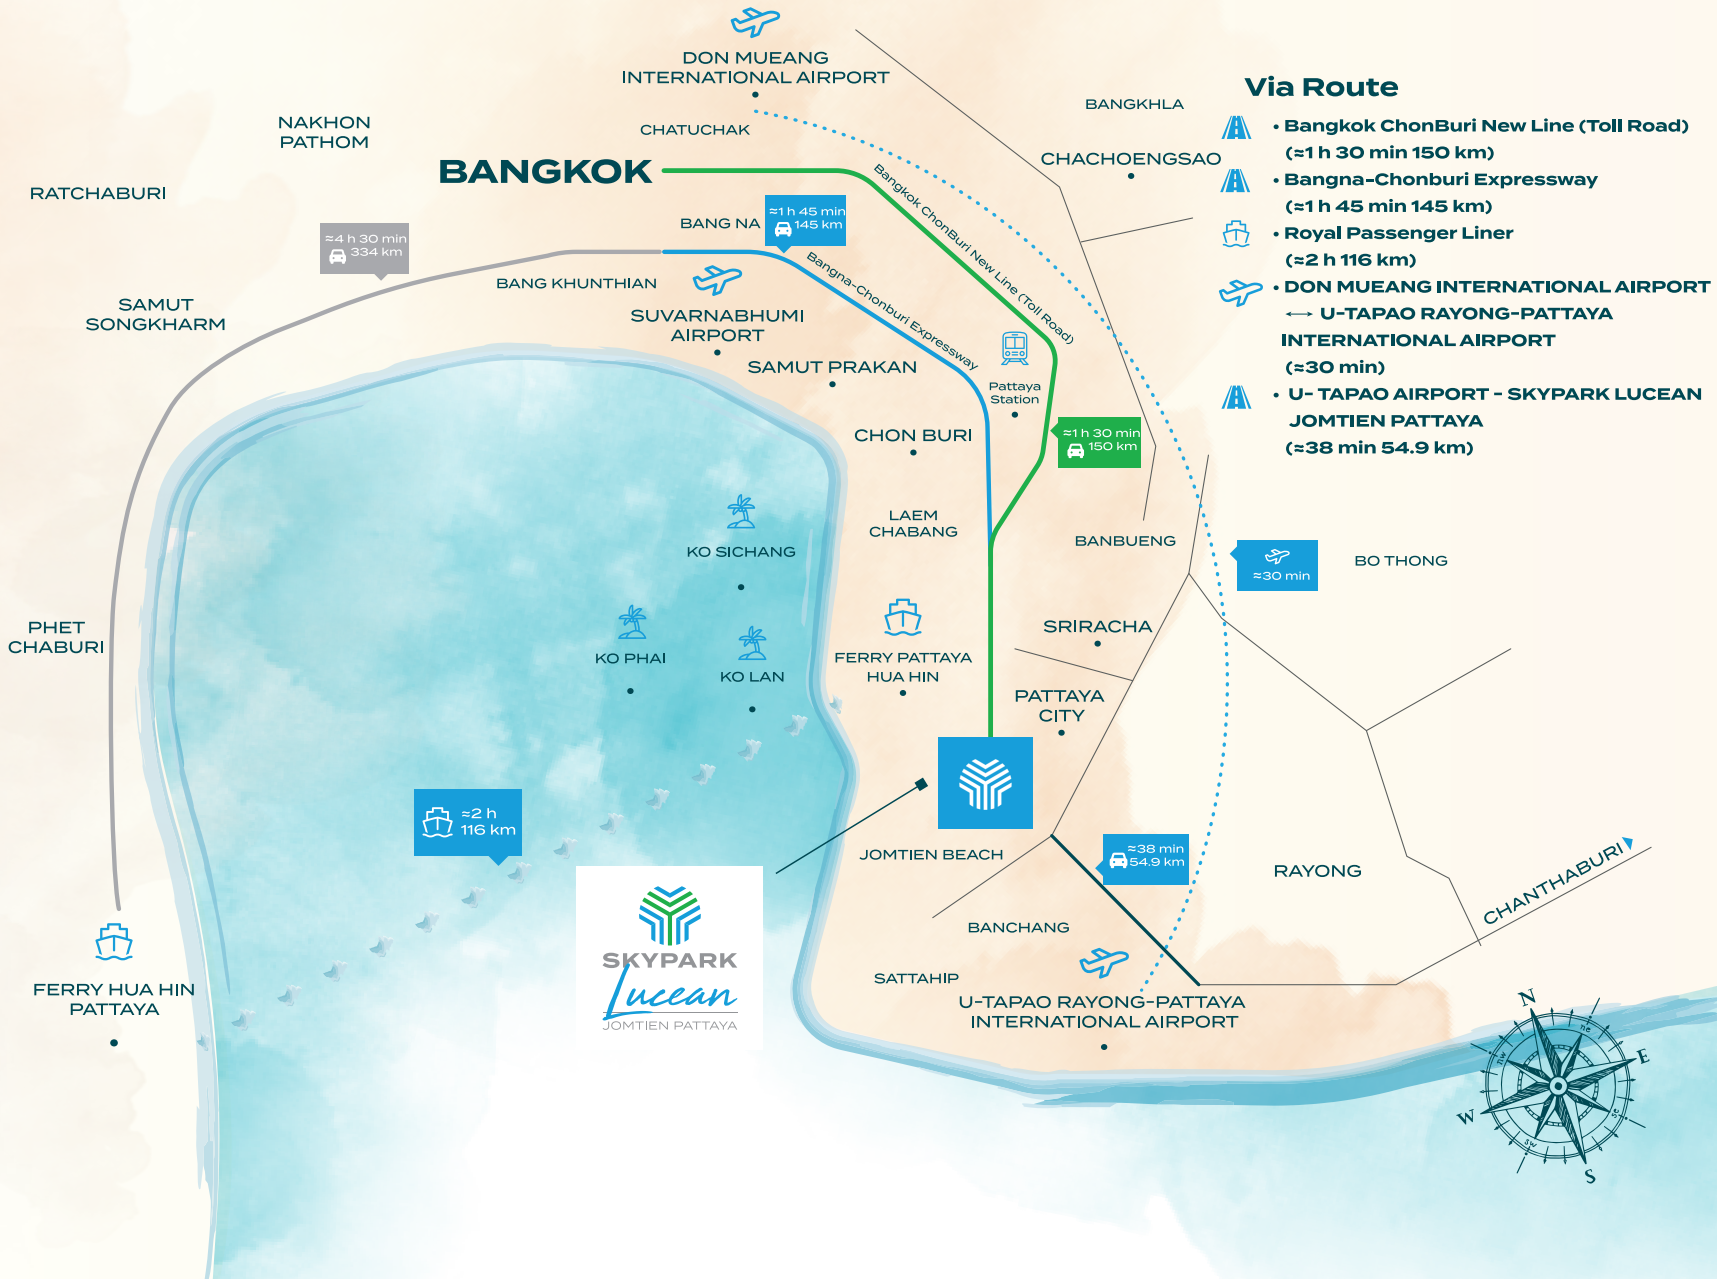 DON MUEANG
INTERNATIONAL AIRPORT
Via Route
• Bangkok ChonBuri New Line (Toll Road)
(≈1 h 30 min 150 km)
• Bangna-Chonburi Expressway
(≈1 h 45 min 145 km)
• Royal Passenger Liner
(≈2 h 116 km)
• DON MUEANG INTERNATIONAL AIRPORT
⟷ U-TAPAO RAYONG-PATTAYA
INTERNATIONAL AIRPORT
(≈30 min)
• U- TAPAO AIRPORT - SKYPARK LUCEAN
JOMTIEN PATTAYA
(≈38 min 54.9 km)
BANGKHLA
NAKHON
PATHOM
CHATUCHAK
CHACHOENGSAO
BANGKOK
RATCHABURI
Bangkok ChonBuri New Line (Toll Road)
BANG NA
≈1 h 45 min
145 km
≈4 h 30 min
334 km
Bangna-Chonburi Expressway
BANG KHUNTHIAN
SAMUT
SONGKHARM
SUVARNABHUMI
AIRPORT
SAMUT PRAKAN
Pattaya
Station
CHON BURI
≈1 h 30 min
150 km
LAEM
CHABANG
BANBUENG
KO SICHANG
≈30 min
BO THONG
PHET
CHABURI
SRIRACHA
KO PHAI
KO LAN
FERRY PATTAYA
HUA HIN
PATTAYA
CITY
≈2 h
116 km
JOMTIEN BEACH
≈38 min
54.9 km
RAYONG
CHANTHABURI
BANCHANG
SKYPARK
Lucean
JOMTIEN PATTAYA
SATTAHIP
FERRY HUA HIN
PATTAYA
U-TAPAO RAYONG-PATTAYA
INTERNATIONAL AIRPORT
N
ne
nw
E
W
se
sw
S